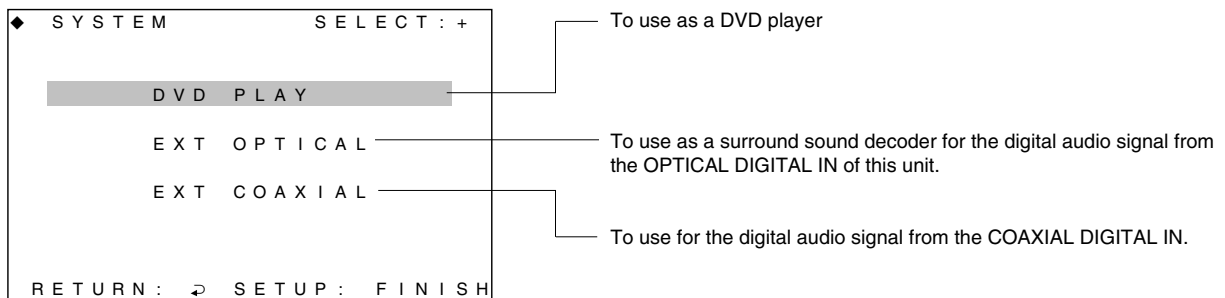 ◆ SYSTEM SELECT:+
DVD PLAY
EXT OPTICAL
EXT COAXIAL
RETURN: SETUP: FINISH
To use as a DVD player
To use as a surround sound decoder for the digital audio signal from
the OPTICAL DIGITAL IN of this unit.
To use for the digital audio signal from the COAXIAL DIGITAL IN.